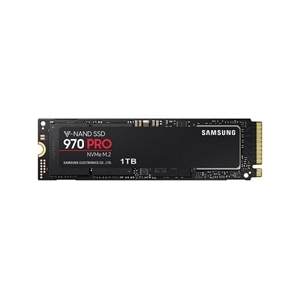 V-NAND SSD
970 PRO
NVMe M.2
SAMSUNG ELECTRONICS CO., LTD.
1TB
SAMSUNG